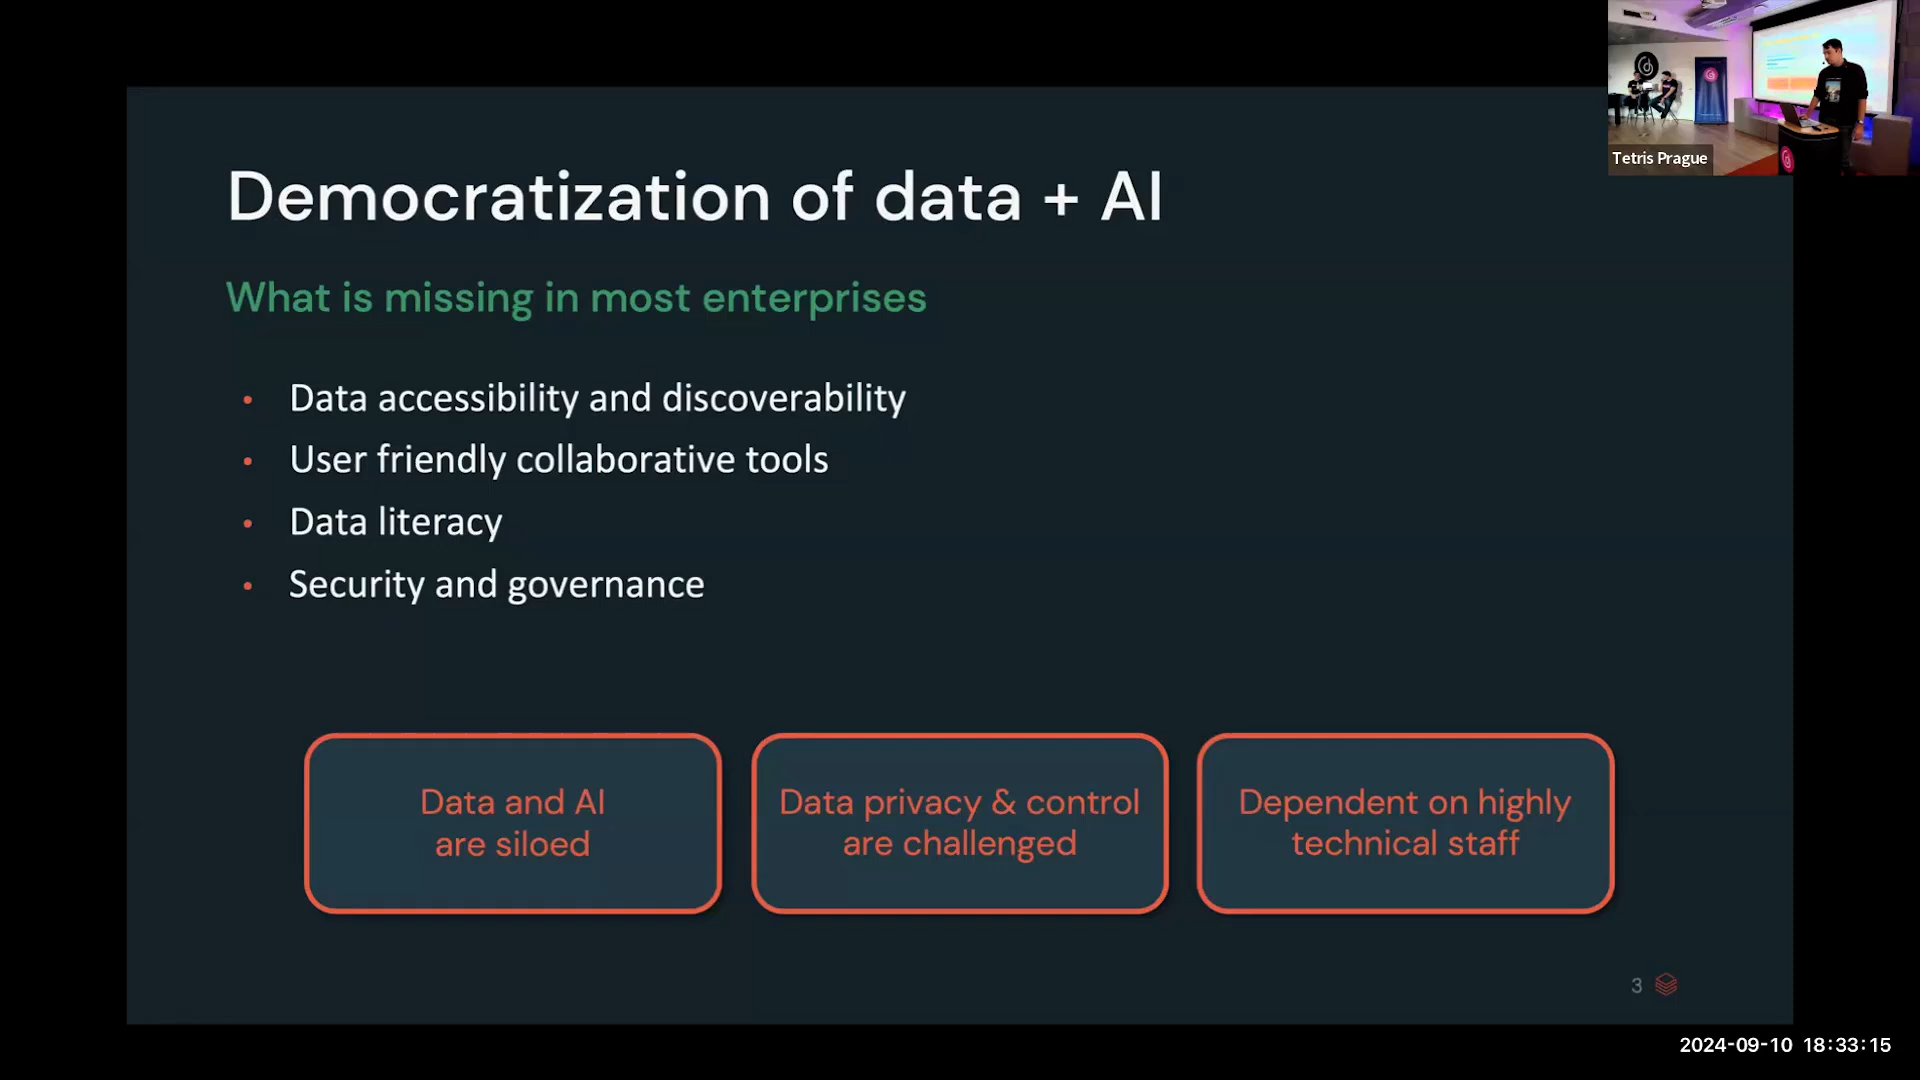 Democratization of data + AI
What is missing in most enterprises
• Data accessibility and discoverability
• User friendly collaborative tools
• Data literacy
• Security and governance
Data and AI
are siloed
Data privacy & control
are challenged
Dependent on highly
technical staff
3
Tetris Prague
2024-09-10 18:33:15